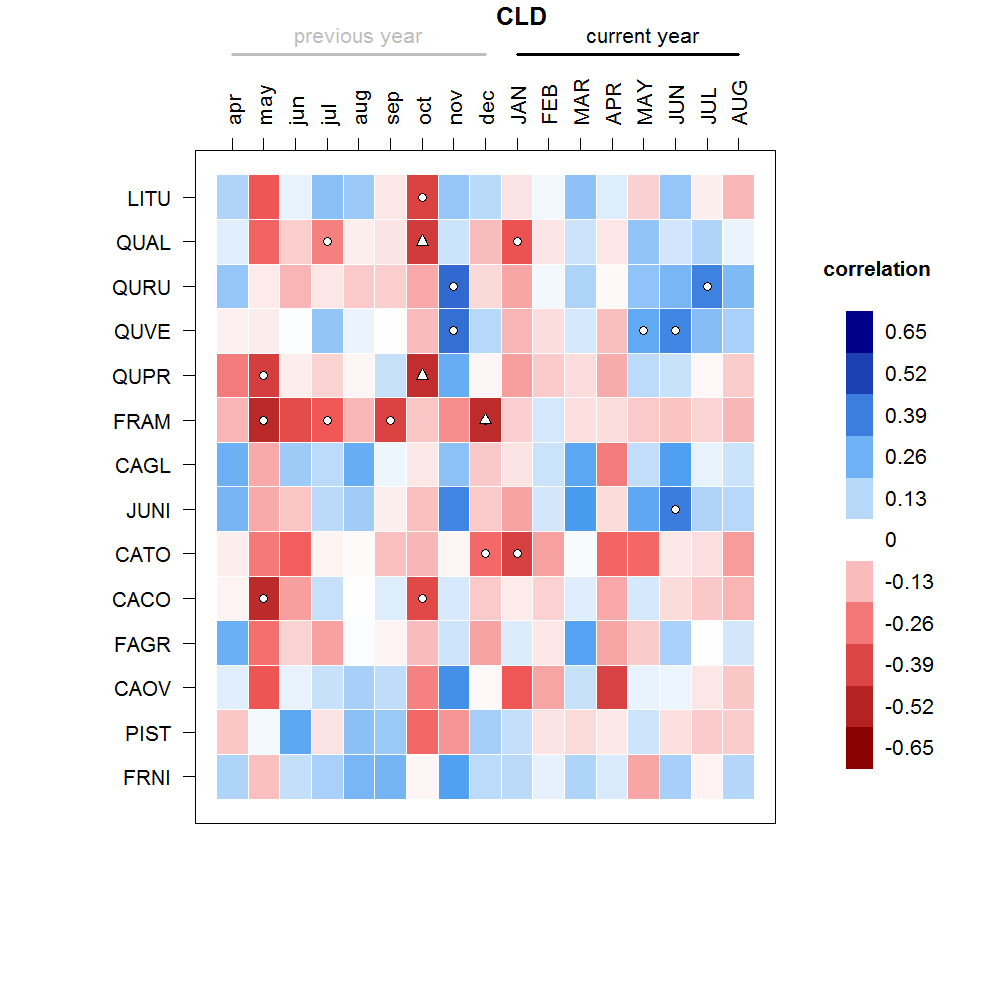 CLD
previous year
current year
apr may jun jul aug sep oct nov dec JAN FEB MAR APR MAY JUN JUL AUG
LITU
QUAL
QURU
QUVE
QUPR
FRAM
CAGL
JUNI
CATO
CACO
FAGR
CAOV
PIST
FRNI
correlation
0.65
0.52
0.39
0.26
0.13
0
-0.13
-0.26
-0.39
-0.52
-0.65